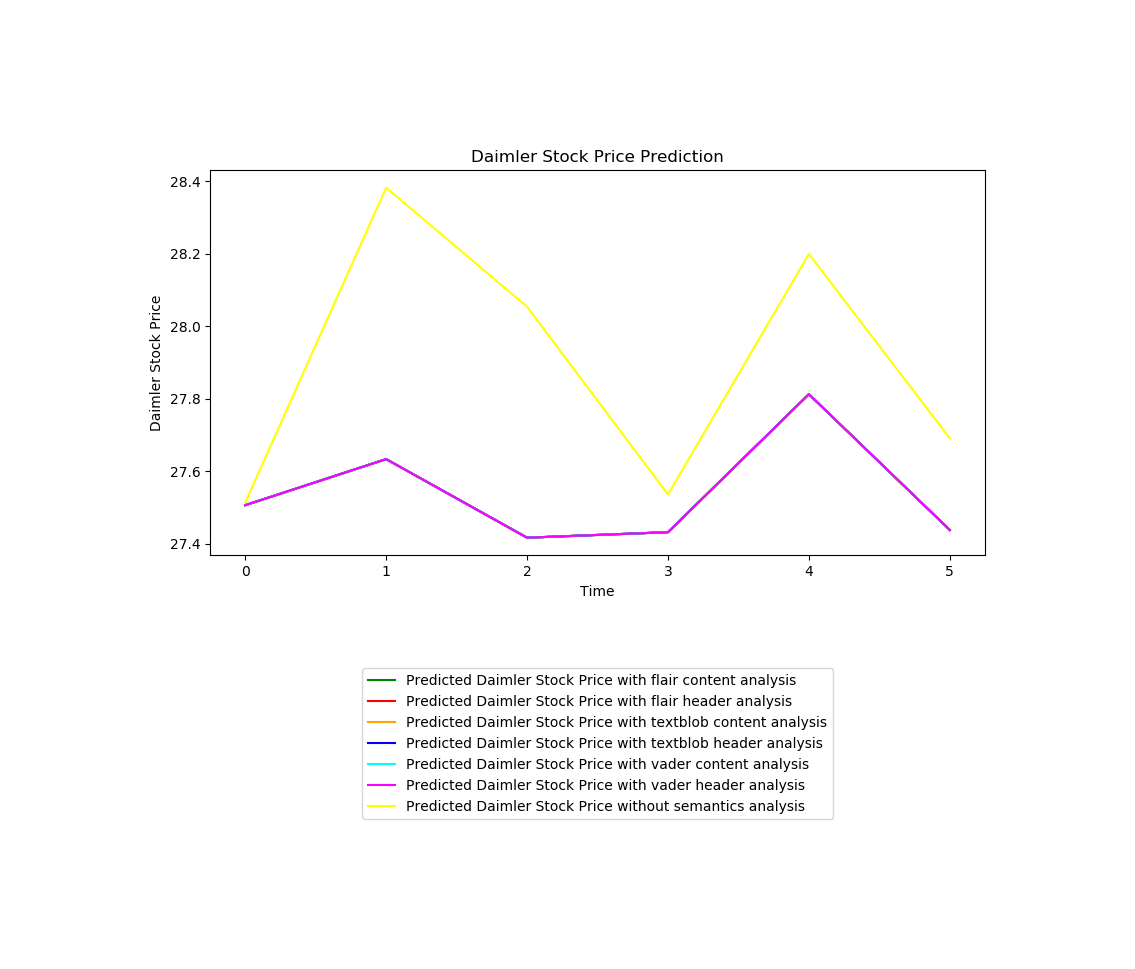 Daimler Stock Price Prediction
28.4
28.2
28.0
27.8
27.6
27.4
Daimler Stock Price
0 1 2 3 4 5
Time
Predicted Daimler Stock Price with flair content analysis
Predicted Daimler Stock Price with flair header analysis
Predicted Daimler Stock Price with textblob content analysis
Predicted Daimler Stock Price with textblob header analysis
Predicted Daimler Stock Price with vader content analysis
Predicted Daimler Stock Price with vader header analysis
Predicted Daimler Stock Price without semantics analysis